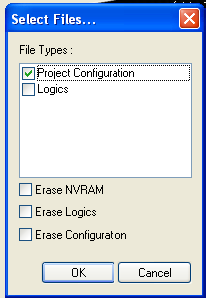 Select Files...
File Types :
Project Configuration
Logics
Erase NVRAM
Erase Logics
Erase Configuraton
OK
Cancel